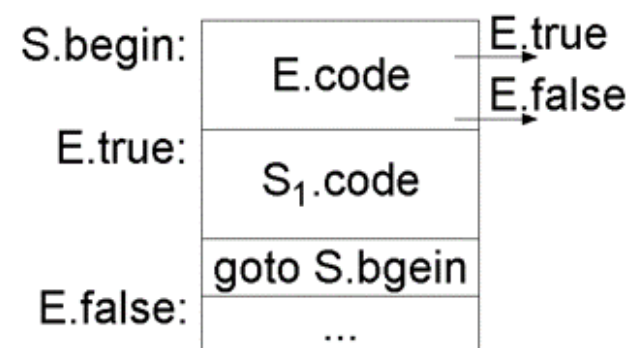 S.begin:
E.code
E.true
E.false
E.true:
S₁.code
goto S.bgein
E.false:
...